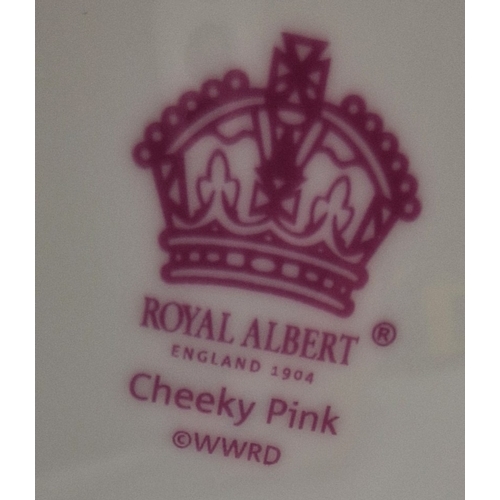 ROYAL ALBERT ®
ENGLAND 1904
Cheeky Pink
©WWRD